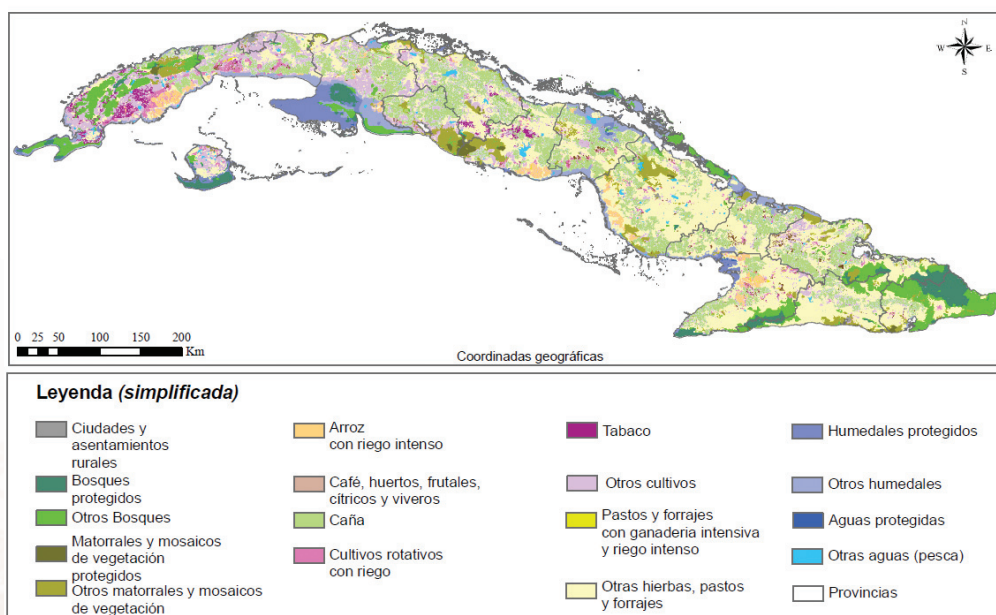 N
W E
S
0 25 50 100 150 200
Km
Coordinadas geográficas
Leyenda (simplificada)
Ciudades y
asentamientos
rurales
Bosques
protegidos
Otros Bosques
Matorrales y mosaicos
de vegetación
protegidos
Otros matorrales y mosaicos
de vegetación
Arroz
con riego intenso
Café, huertos, frutales,
cítricos y viveros
Caña
Cultivos rotativos
con riego
Tabaco
Otros cultivos
Pastos y forrajes
con ganaderia intensiva
y riego intenso
Otras hierbas, pastos
y forrajes
Humedales protegidos
Otros humedales
Aguas protegidas
Otras aguas (pesca)
Provincias